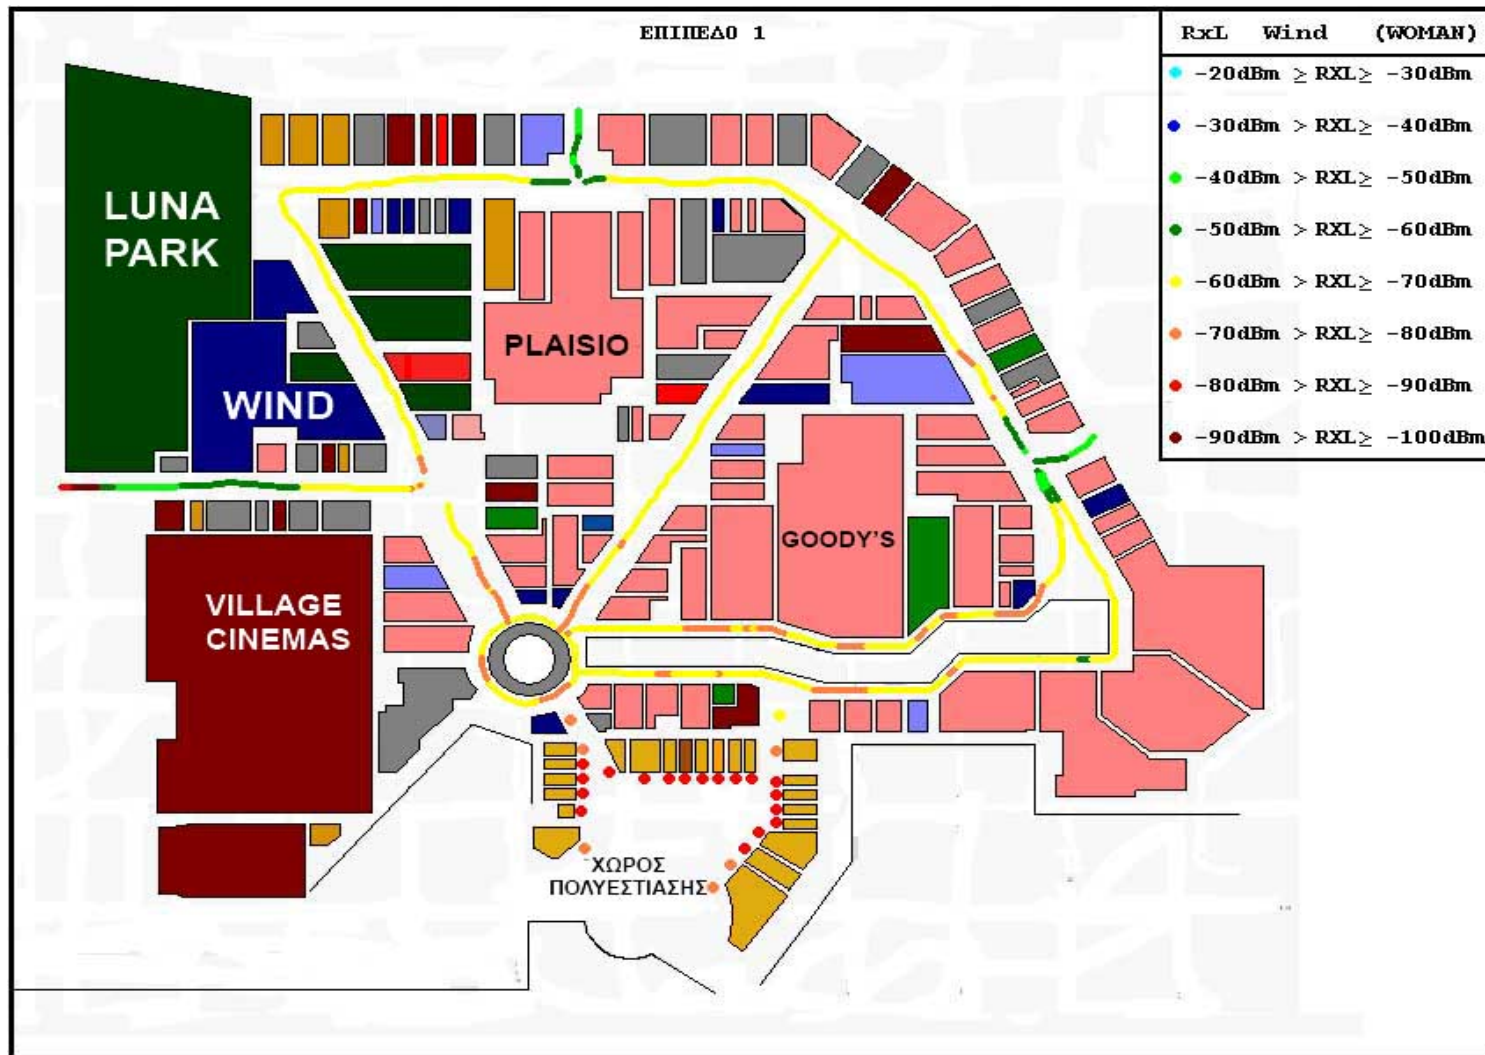 ΕΠΙΠΕΔΟ 1
RxL Wind (WOMAN)
-20dBm ≥ RXL ≥ -30dBm
-30dBm > RXL ≥ -40dBm
-40dBm > RXL ≥ -50dBm
-50dBm > RXL ≥ -60dBm
-60dBm > RXL ≥ -70dBm
-70dBm > RXL ≥ -80dBm
-80dBm > RXL ≥ -90dBm
-90dBm > RXL ≥ -100dBm
LUNA
PARK
PLAISIO
WIND
GOODY'S
VILLAGE
CINEMAS
ΧΩΡΟΣ
ΠΟΛΥΕΣΤΙΑΣΗΣ